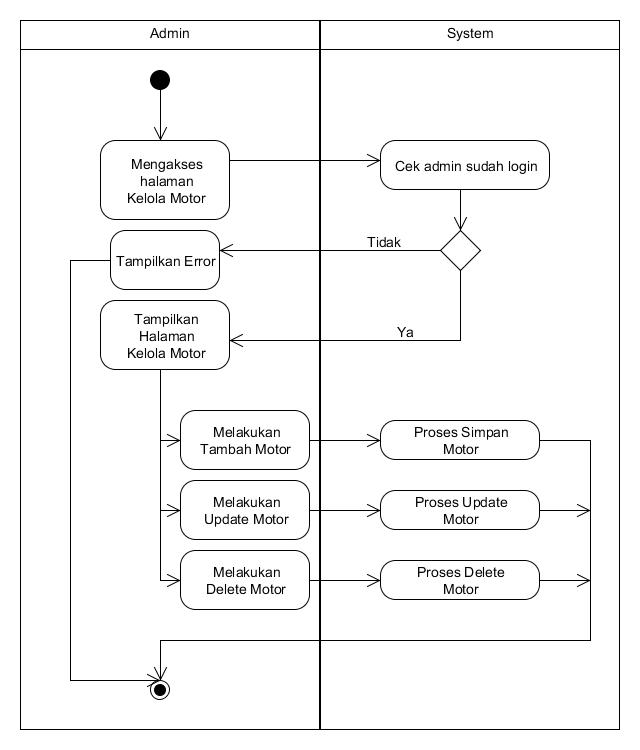 Admin
System
Mengakses
halaman
Kelola Motor
Cek admin sudah login
Tidak
Tampilkan Error
Tampilkan
Halaman
Kelola Motor
Ya
Melakukan
Tambah Motor
Proses Simpan
Motor
Melakukan
Update Motor
Proses Update
Motor
Melakukan
Delete Motor
Proses Delete
Motor